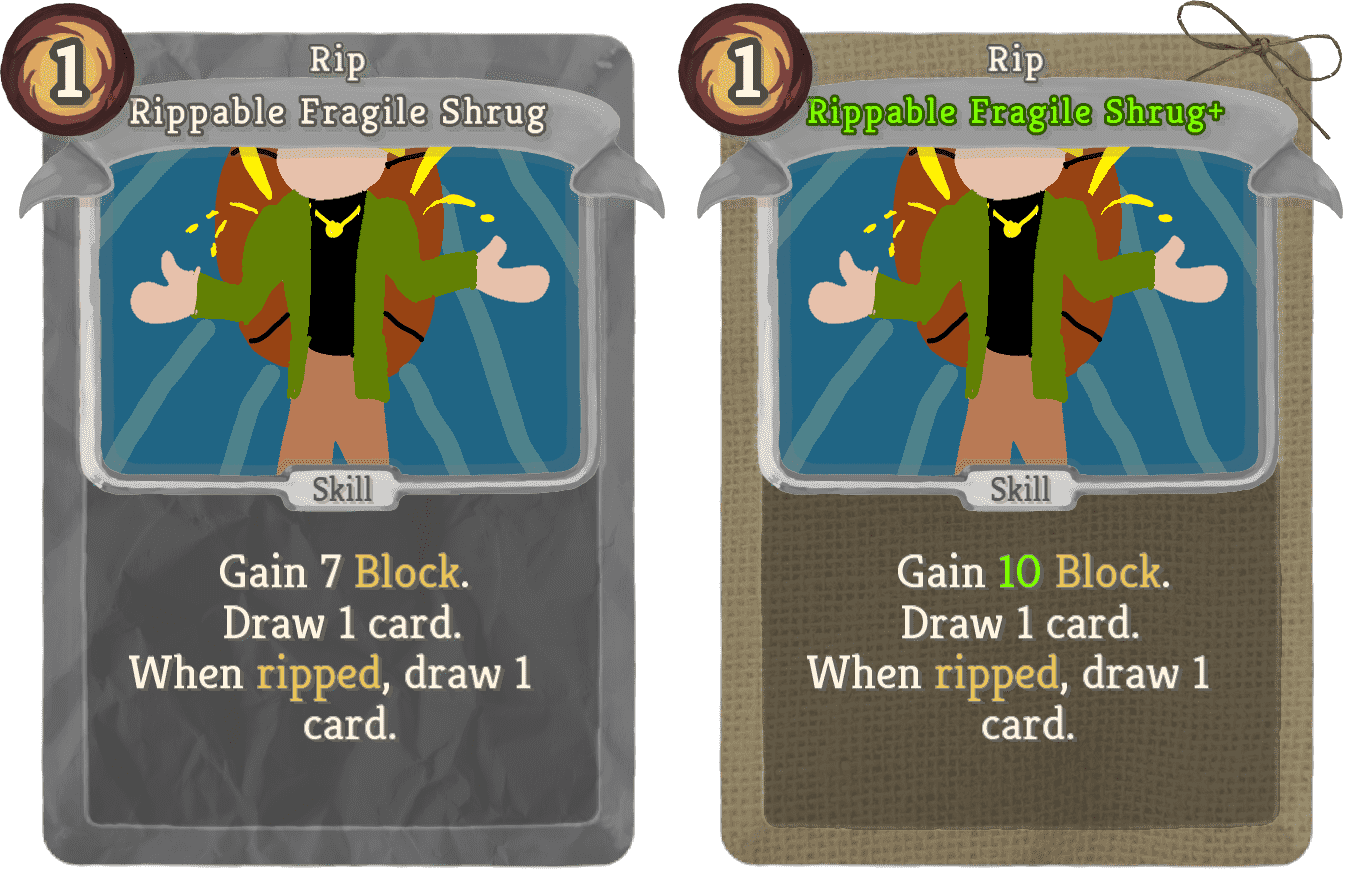 1
Rip
Rippable Fragile Shrug
Skill
Gain 7 Block.
Draw 1 card.
When ripped, draw 1
card.
1
Rip
Rippable Fragile Shrug+
Skill
Gain 10 Block.
Draw 1 card.
When ripped, draw 1
card.